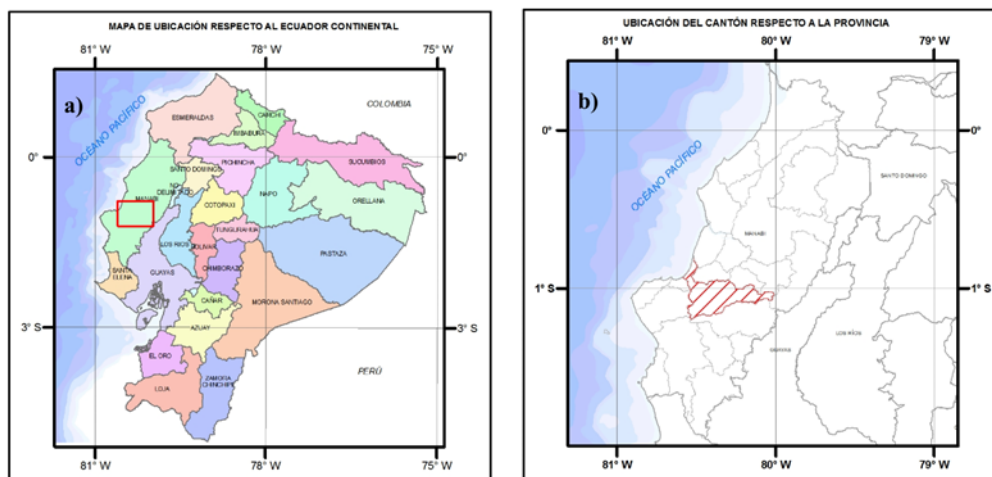 MAPA DE UBICACIÓN RESPECTO AL ECUADOR CONTINENTAL
81° W
78° W
75° W
a)
OCÉANO PACÍFICO
COLOMBIA
ESMERALDAS
CARCHI
IMBABURA
0°
PICHINCHA
SUCUMBIOS
0°
SANTO DOMINGO
NO
DELIMITADO
MANABI
NAPO
ORELLANA
COTOPAXI
TUNGURAHUA
LOS RIOS
BOLIVAR
PASTAZA
SANTA
ELENA
GUAYAS
CHIMBORAZO
CAÑAR
MORONA SANTIAGO
3° S
AZUAY
3° S
EL ORO
PERÚ
LOJA
ZAMORA
CHINCHIPE
81° W
78° W
75° W
UBICACIÓN DEL CANTÓN RESPECTO A LA PROVINCIA
81° W
80° W
79° W
b)
0°
0°
OCÉANO PACÍFICO
SANTO DOMINGO
MANABI
1° S
1° S
LOS RÍOS
81° W
80° W
79° W